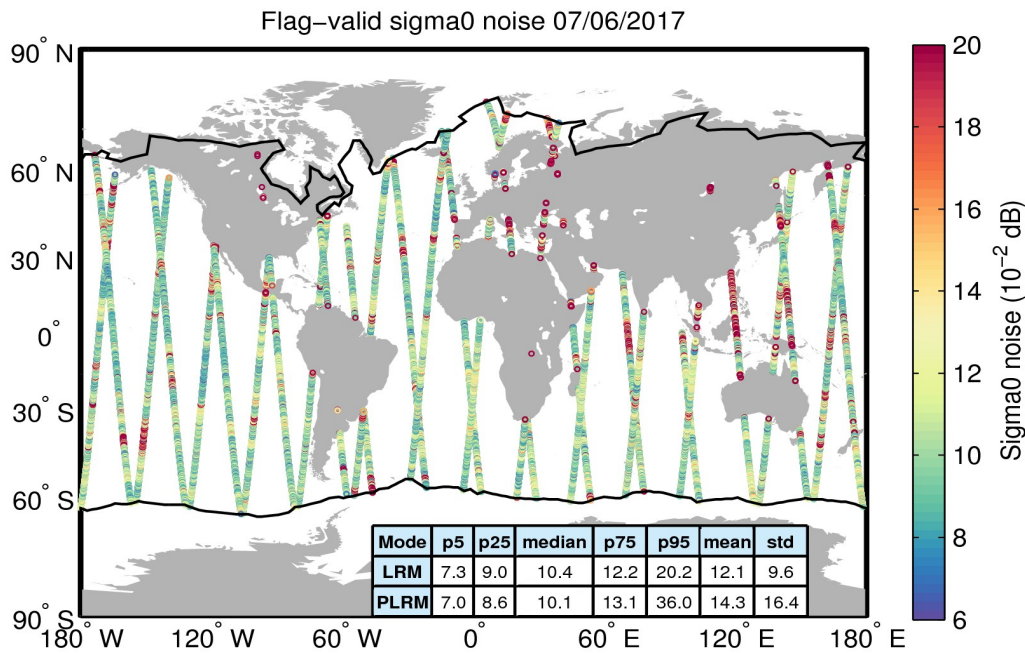 Flag−valid sigma0 noise 07/06/2017
90° N
60° N
30° N
0°
30° S
60° S
90° S
180° W
120° W
60° W
0°
60° E
120° E
180° E
20
18
16
14
12
10
8
6
Sigma0 noise (10−2 dB)
Mode p5 p25 median p75 p95 mean std
LRM 7.3 9.0 10.4 12.2 20.2 12.1 9.6
PLRM 7.0 8.6 10.1 13.1 36.0 14.3 16.4